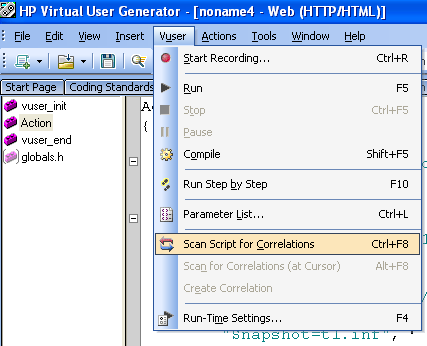 HP Virtual User Generator - [noname4 - Web (HTTP/HTML)]
File Edit View Insert Vuser Actions Tools Window Help
Start Page Coding Standards
vuser_init
Action
vuser_end
globals.h
{
Start Recording... Ctrl+R
Run F5
Stop Ctrl+F5
Pause
Compile Shift+F5
Run Step by Step F10
Parameter List... Ctrl+L
Scan Script for Correlations Ctrl+F8
Scan for Correlations (at Cursor) Alt+F8
Create Correlation
Run-Time Settings... F4
"Snapshot=t1.inf",